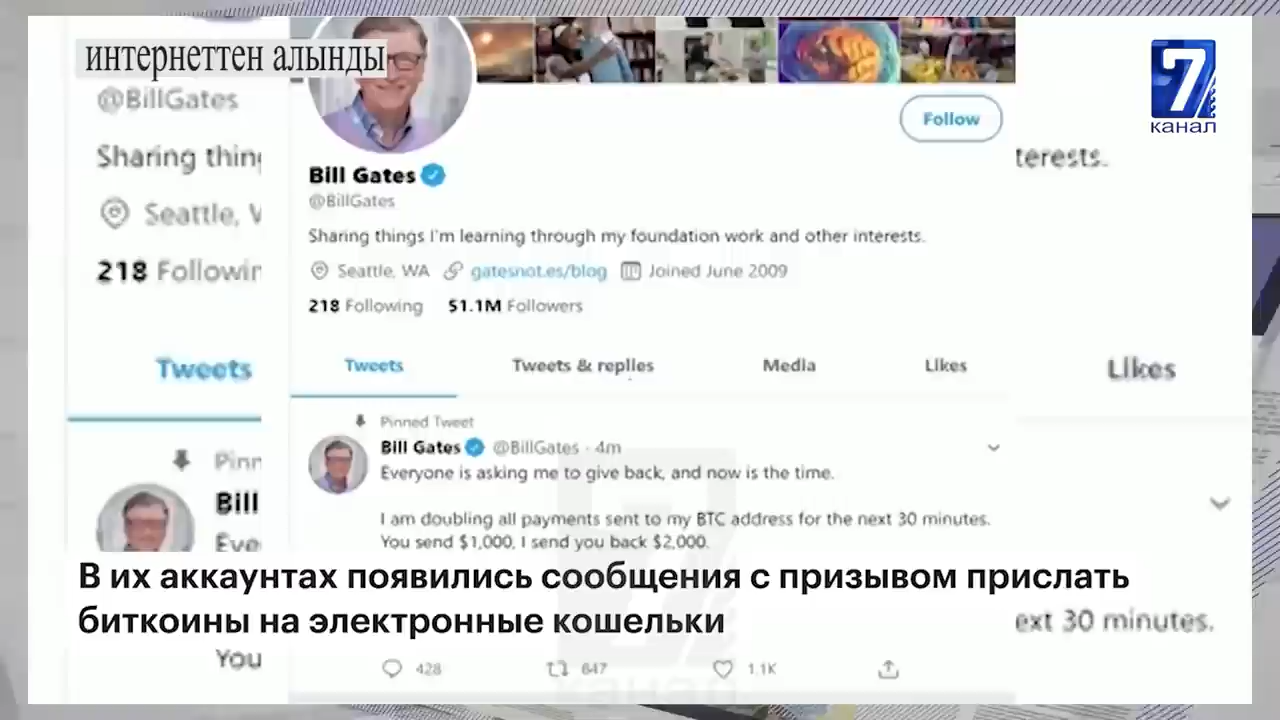 интернеттен алынды
7
канал
@BillGates
Sharing thing
Seattle, W
218 Followin
Tweets
Pinn
Bill
Eve
You
Follow
Bill Gates
@BillGates
Sharing things I'm learning through my foundation work and other interests.
Seattle, WA gatesnot.es/blog Joined June 2009
218 Following 51.1M Followers
Tweets Tweets & replies Media Likes
Pinned Tweet
Bill Gates @BillGates · 4m
Everyone is asking me to give back, and now is the time.
I am doubling all payments sent to my BTC address for the next 30 minutes.
You send $1,000, I send you back $2,000.
428 647 1.1K
terests.
Likes
ext 30 minutes.
В их аккаунтах появились сообщения с призывом прислать
биткоины на электронные кошельки
7
канал